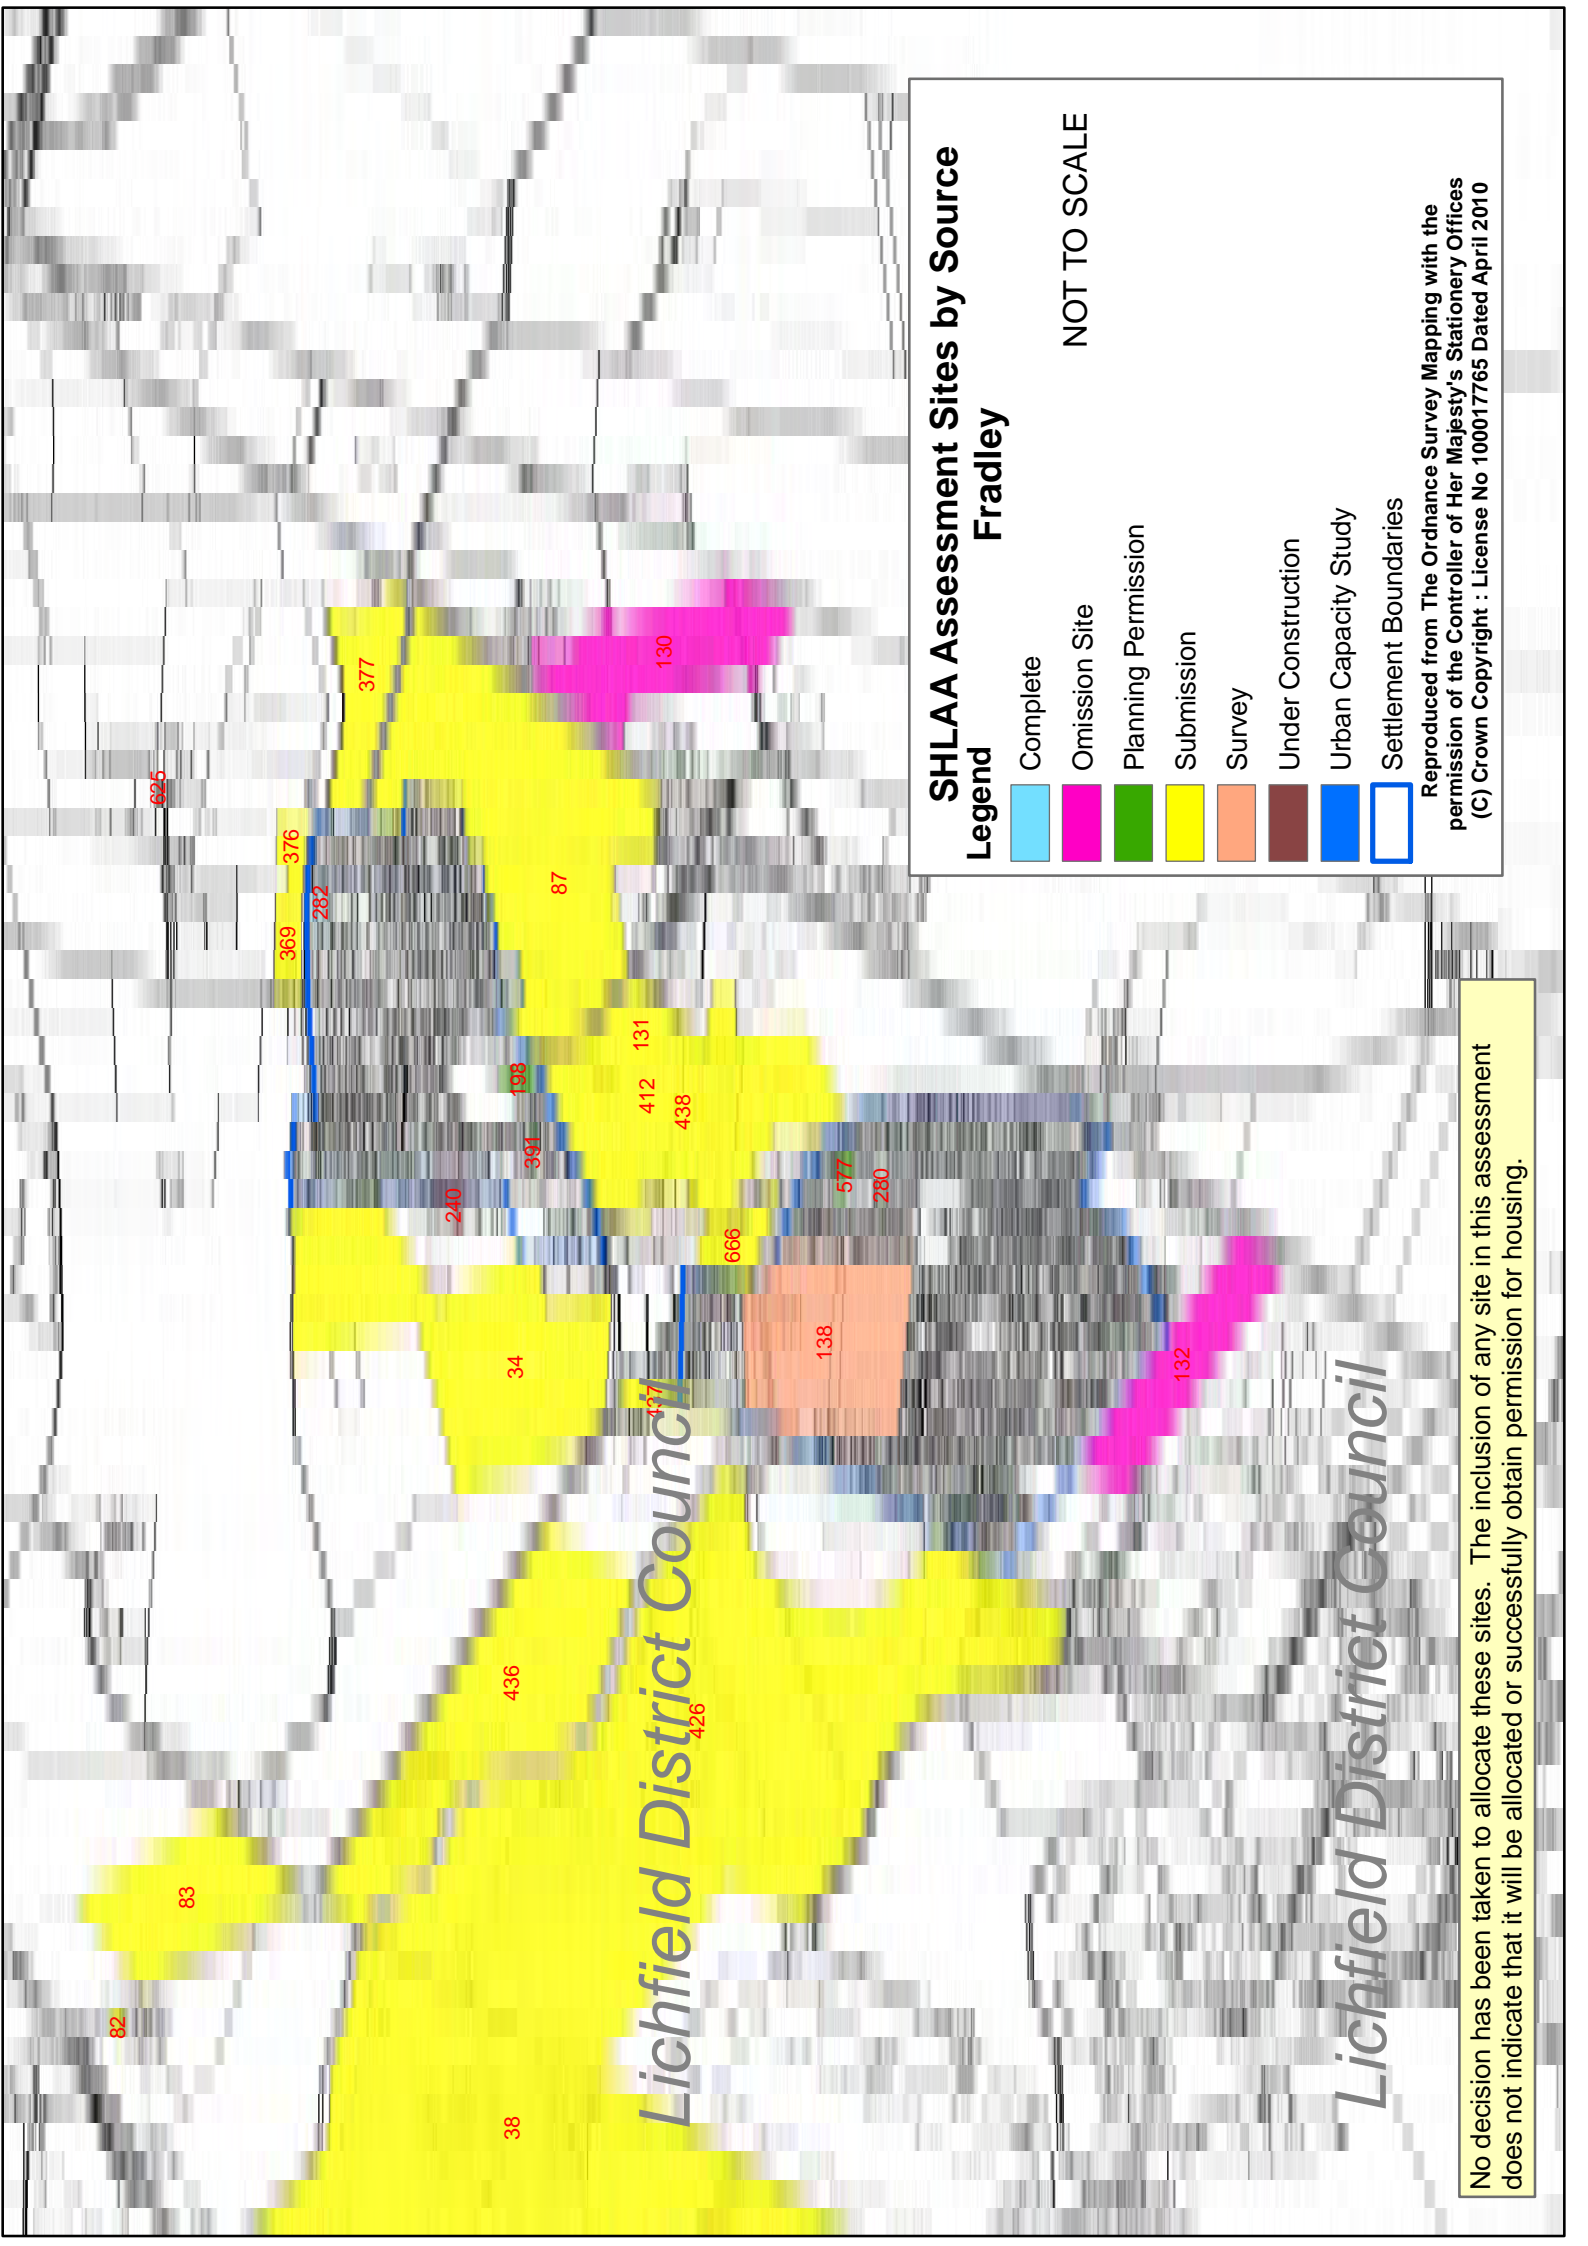 SHLAA Assessment Sites by Source
Fradley
Legend
NOT TO SCALE
Complete
Omission Site
Planning Permission
Submission
Survey
Under Construction
Urban Capacity Study
Settlement Boundaries
Reproduced from The Ordnance Survey Mapping with the
permission of the Controller of Her Majesty's Stationery Offices
(C) Crown Copyright : License No 100017765 Dated April 2010
625
376
369
282
377
130
87
131
412
438
198
391
240
577
280
666
34
437
138
132
436
426
83
82
38
Lichfield District Council
Lichfield District Council
No decision has been taken to allocate these sites.  The inclusion of any site in this assessment
does not indicate that it will be allocated or successfully obtain permission for housing.